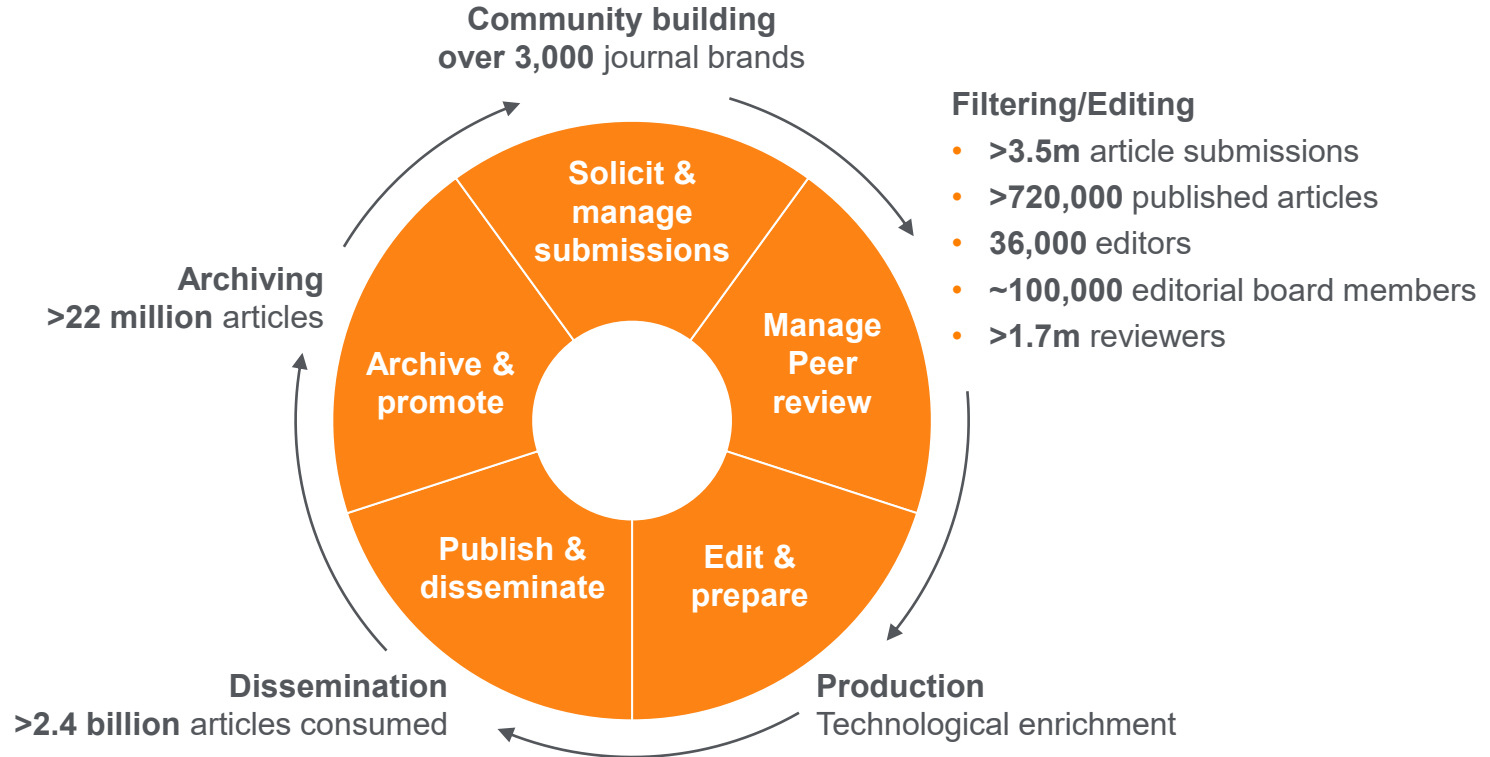 Community building
over 3,000 journal brands
Filtering/Editing
• >3.5m article submissions
• >720,000 published articles
• 36,000 editors
• ~100,000 editorial board members
• >1.7m reviewers
Solicit &
manage
submissions
Manage
Peer
review
Edit &
prepare
Production
Technological enrichment
Publish &
disseminate
Dissemination
>2.4 billion articles consumed
Archive &
promote
Archiving
>22 million articles